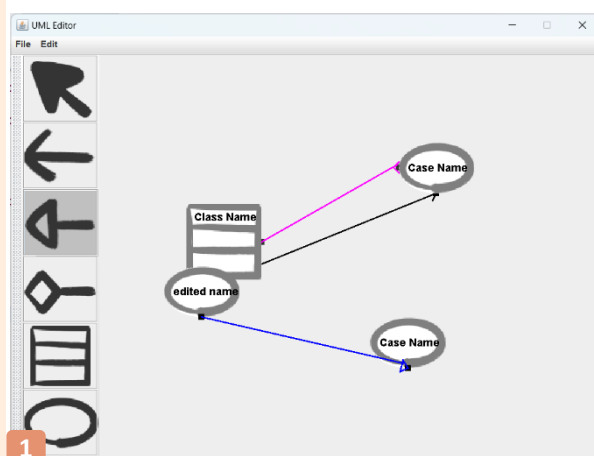 UML Editor
File Edit
Case Name
Class Name
edited name
Case Name
1